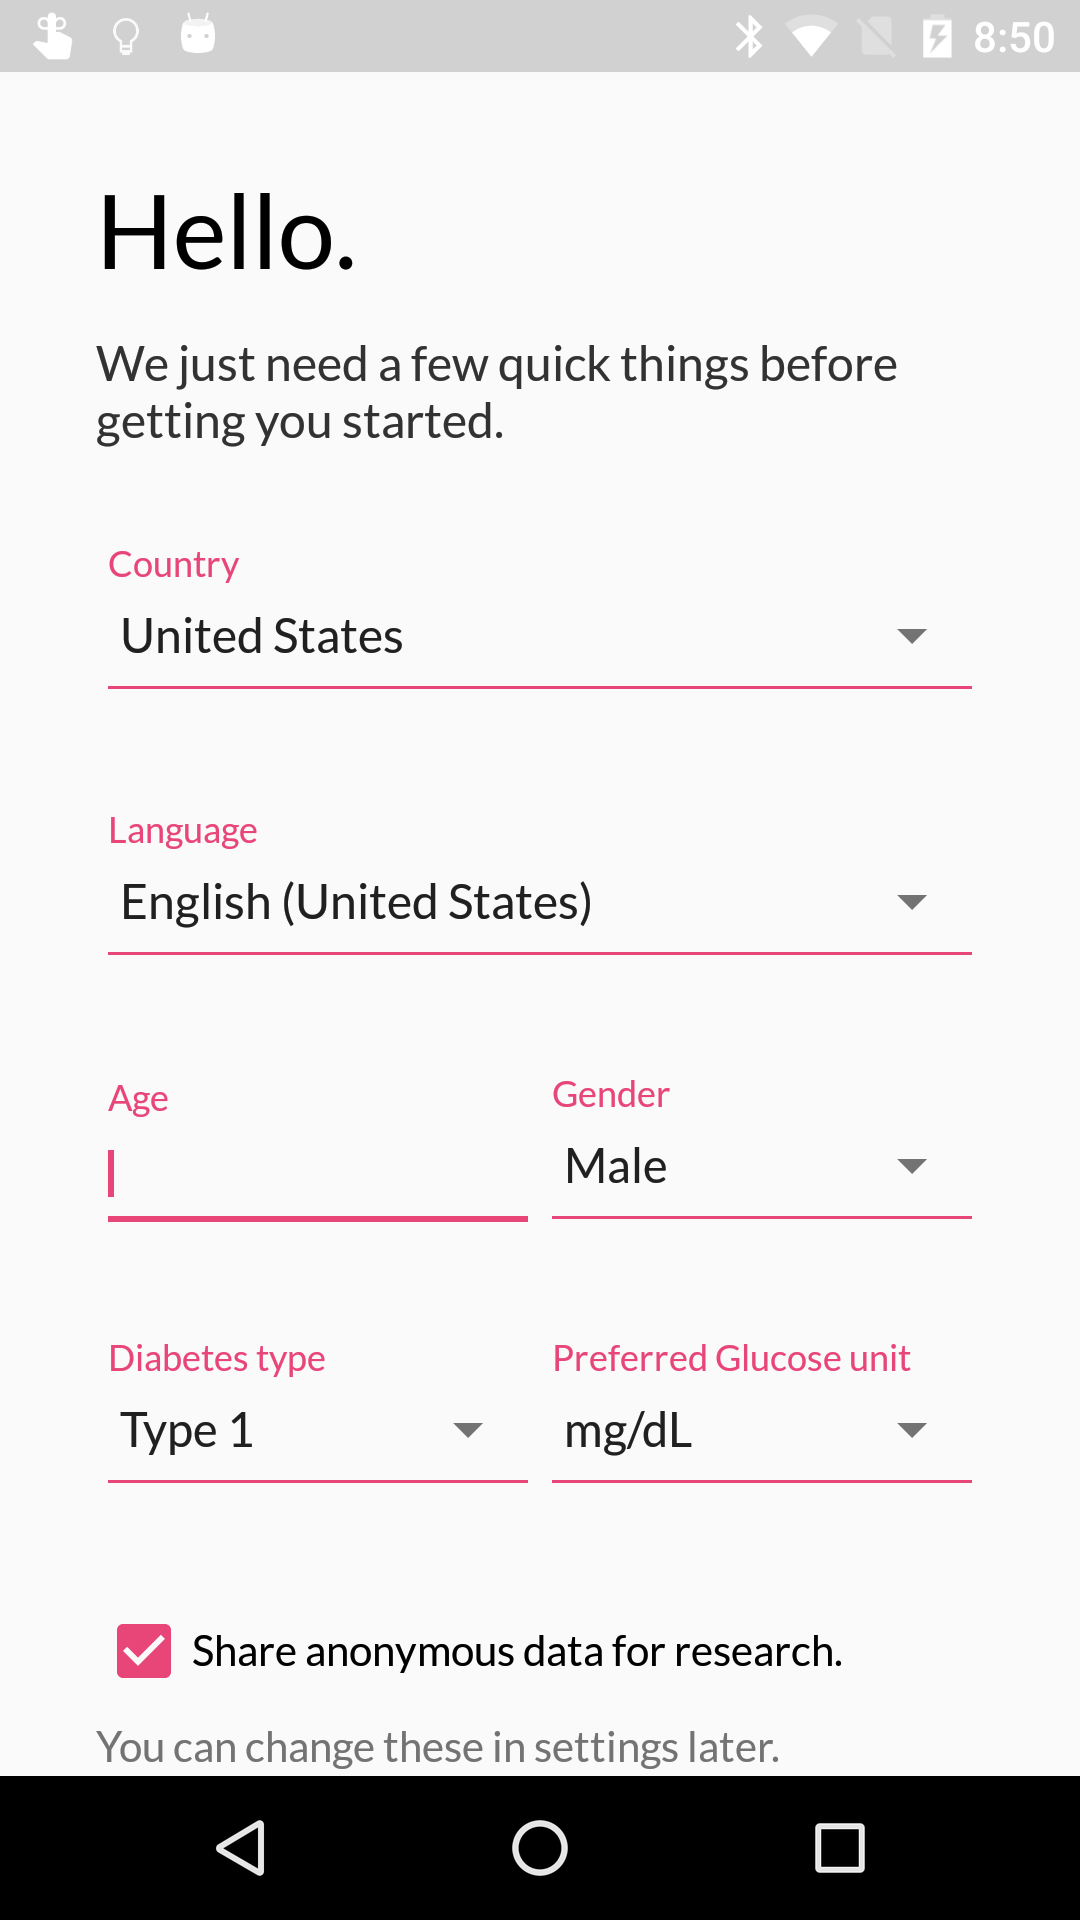 8:50
Hello.
We just need a few quick things before
getting you started.
Country
United States
Language
English (United States)
Age
Gender
Male
Diabetes type
Preferred Glucose unit
Type 1
mg/dL
Share anonymous data for research.
You can change these in settings later.